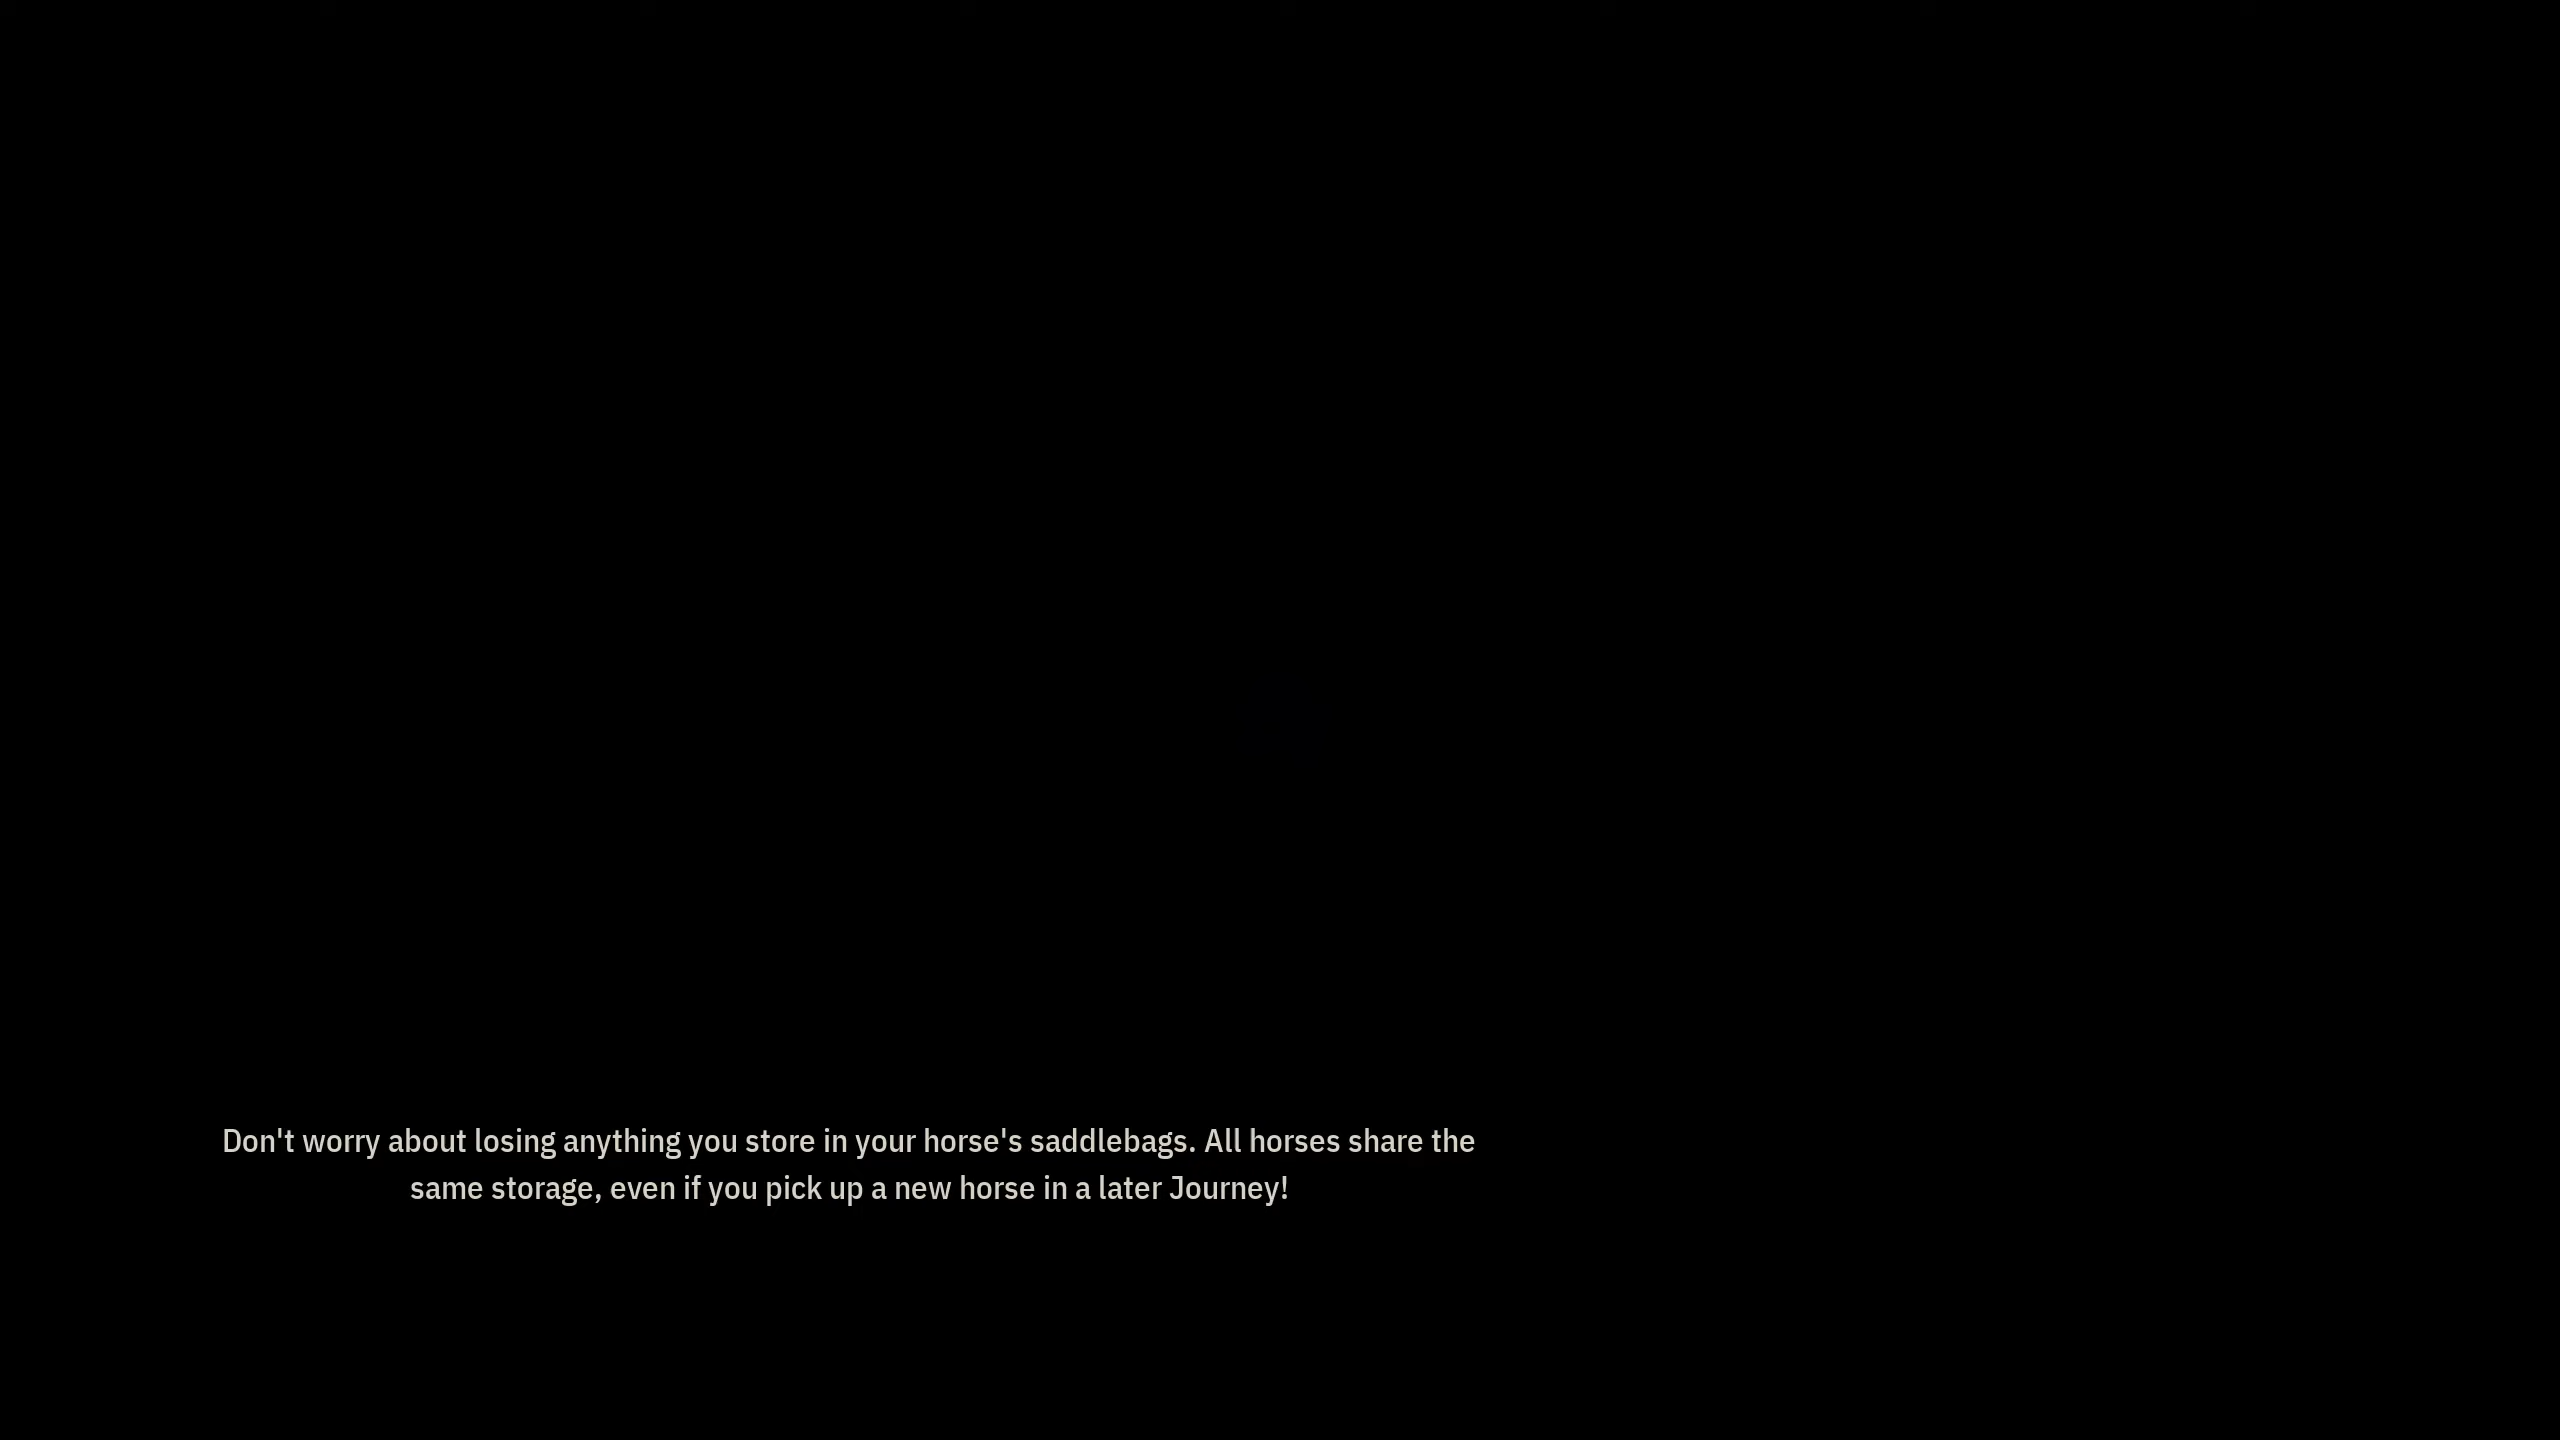 Don't worry about losing anything you store in your horse's saddlebags. All horses share the
same storage, even if you pick up a new horse in a later Journey!